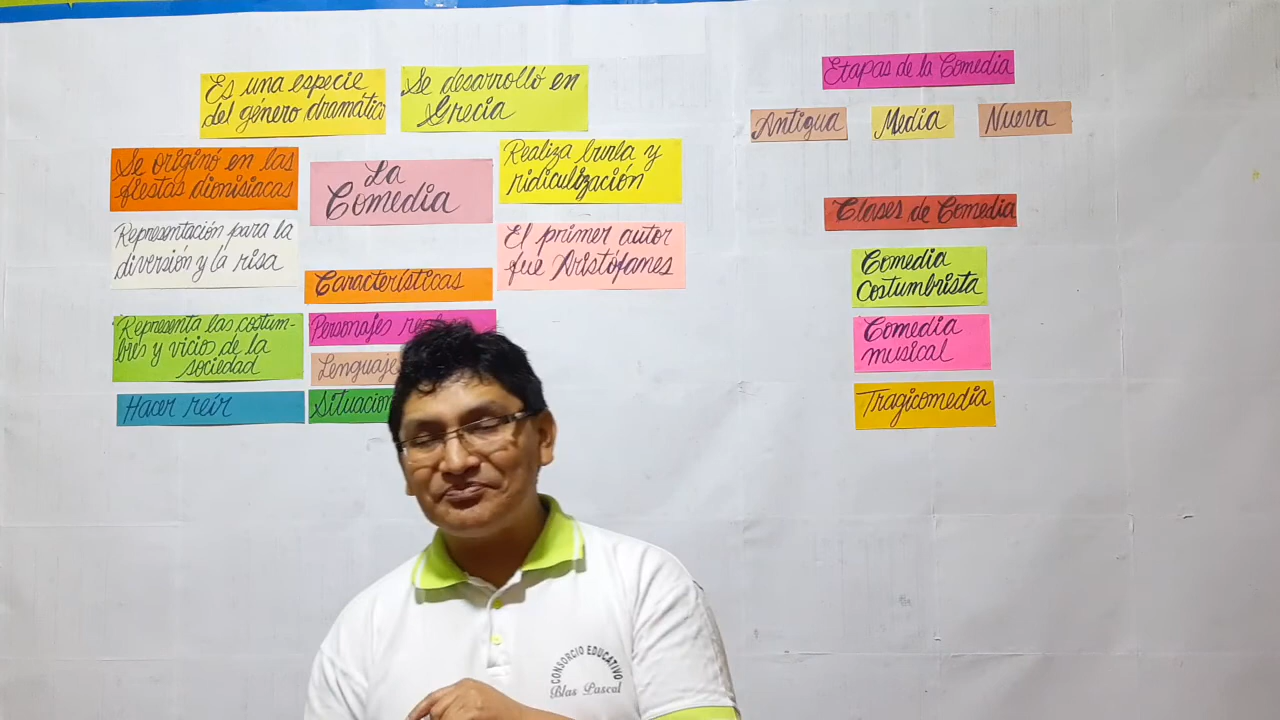 Es una especie
del género dramático
Se desarrolló en
Grecia
Se originó en las
fiestas dionisiacas
La
Comedia
Realiza burla y
ridiculización
Representación para la
diversión y la risa
El primer autor
fue Aristófanes
Características
Representa las costum-
bres y vicios de la
sociedad
Personajes
Lenguaje
Hacer reír
Situacion
Etapas de la Comedia
Antigua
Media
Nueva
Clases de Comedia
Comedia
Costumbrista
Comedia
musical
Tragicomedia
CONSORCIO EDUCATIVO
Blas Pascal